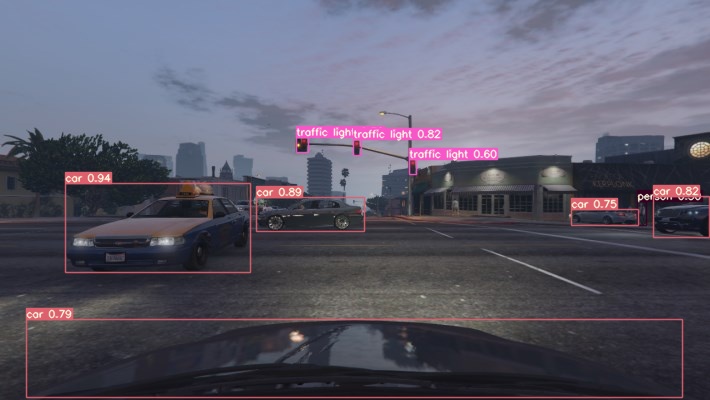 traffic light
traffic light 0.82
traffic light 0.60
car 0.94
car 0.89
car 0.82
car 0.75
car 0.79